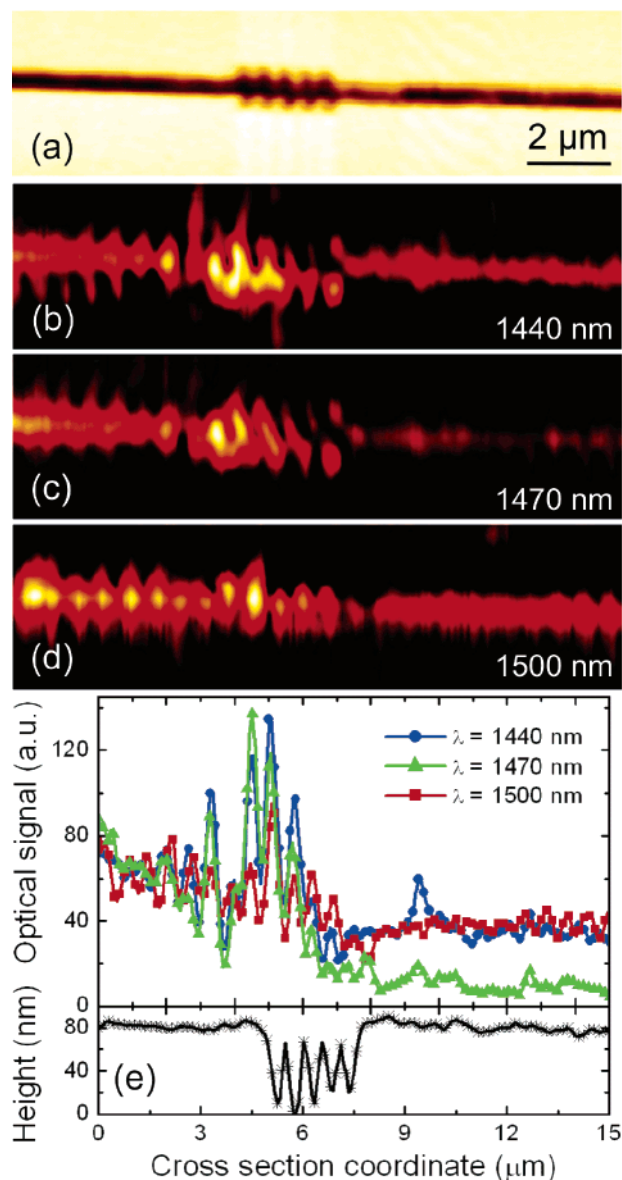 (a)
2 μm
(b)
1440 nm
(c)
1470 nm
(d)
1500 nm
Optical signal (a.u.)
120
80
40
0
λ = 1440 nm
λ = 1470 nm
λ = 1500 nm
Height (nm)
80
40
0
(e)
0 3 6 9 12 15
Cross section coordinate (μm)